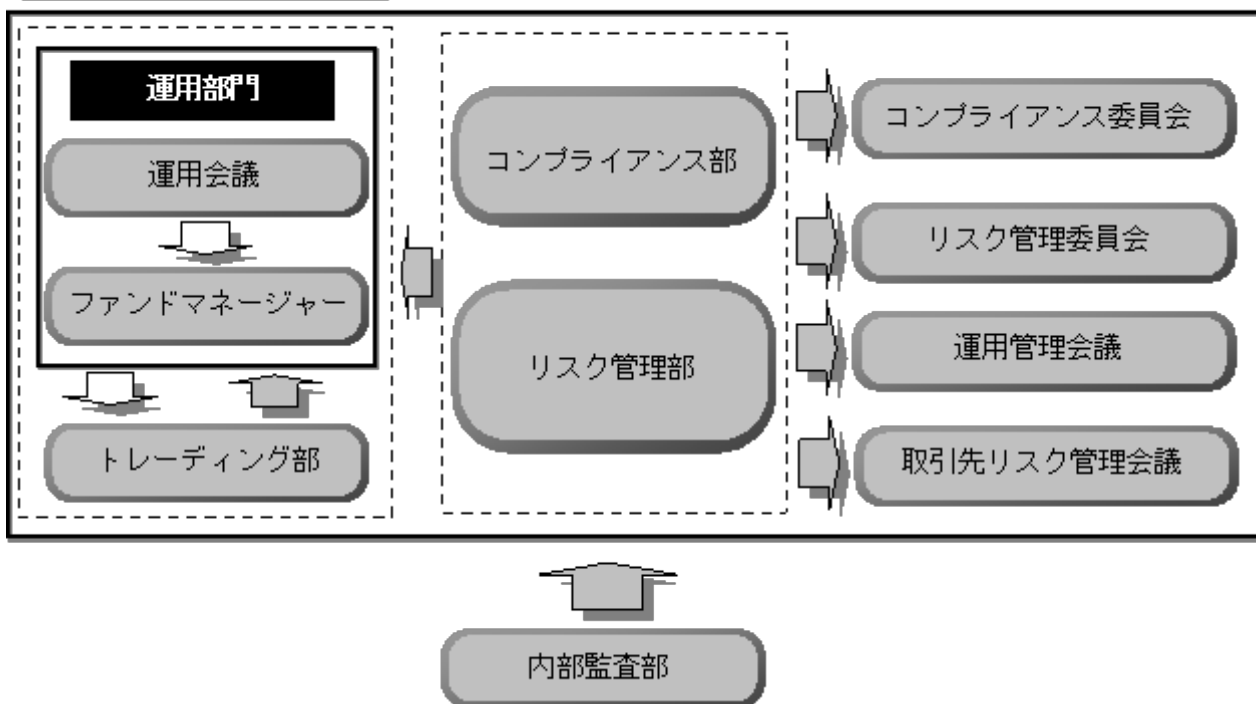 運用部門
運用会議
ファンドマネージャー
トレーディング部
コンプライアンス部
リスク管理部
コンプライアンス委員会
リスク管理委員会
運用管理会議
取引先リスク管理会議
内部監査部